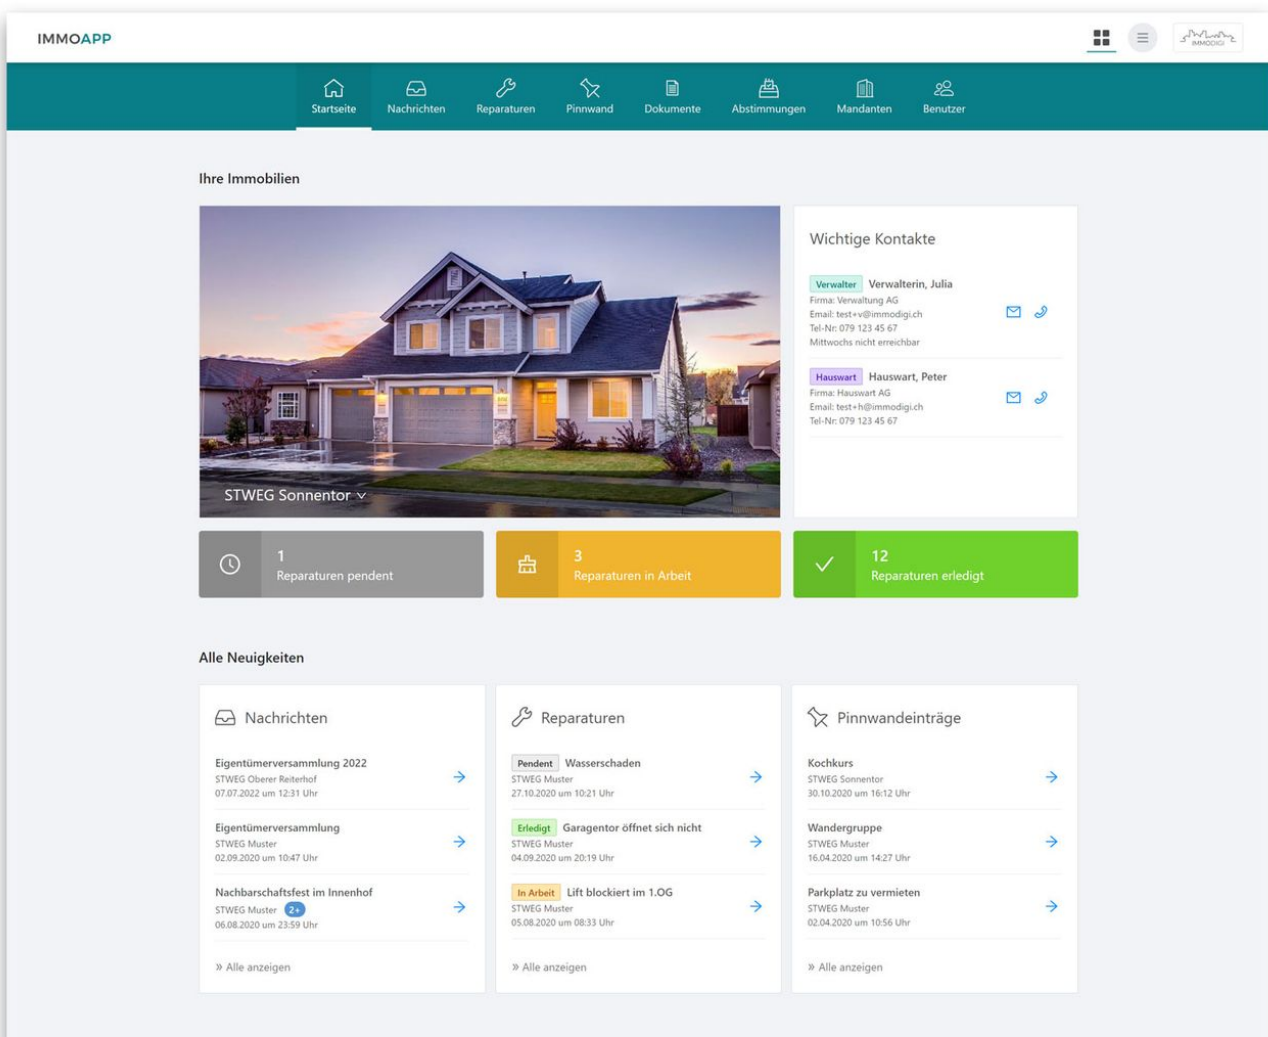 IMMOAPP
IMMODIGI
Startseite
Nachrichten
Reparaturen
Pinnwand
Dokumente
Abstimmungen
Mandanten
Benutzer
Ihre Immobilien
STWEG Sonnentor
Wichtige Kontakte
Verwalter Verwalterin, Julia
Firma: Verwaltung AG
Email: test+v@immodigi.ch
Tel-Nr: 079 123 45 67
Mittwochs nicht erreichbar
Hauswart Hauswart, Peter
Firma: Hauswart AG
Email: test+h@immodigi.ch
Tel-Nr: 079 123 45 67
1
Reparaturen pendent
3
Reparaturen in Arbeit
12
Reparaturen erledigt
Alle Neuigkeiten
Nachrichten
Eigentümerversammlung 2022
STWEG Oberer Reiterhof
07.07.2022 um 12:31 Uhr
Eigentümerversammlung
STWEG Muster
02.09.2020 um 10:47 Uhr
Nachbarschaftsfest im Innenhof
STWEG Muster 2+
06.08.2020 um 23:59 Uhr
» Alle anzeigen
Reparaturen
Pendent Wasserschaden
STWEG Muster
27.10.2020 um 10:21 Uhr
Erledigt Garagentor öffnet sich nicht
STWEG Muster
04.09.2020 um 20:19 Uhr
In Arbeit Lift blockiert im 1.OG
STWEG Muster
05.08.2020 um 08:33 Uhr
» Alle anzeigen
Pinnwandeinträge
Kochkurs
STWEG Sonnentor
30.10.2020 um 16:12 Uhr
Wandergruppe
STWEG Muster
16.04.2020 um 14:27 Uhr
Parkplatz zu vermieten
STWEG Muster
02.04.2020 um 10:56 Uhr
» Alle anzeigen